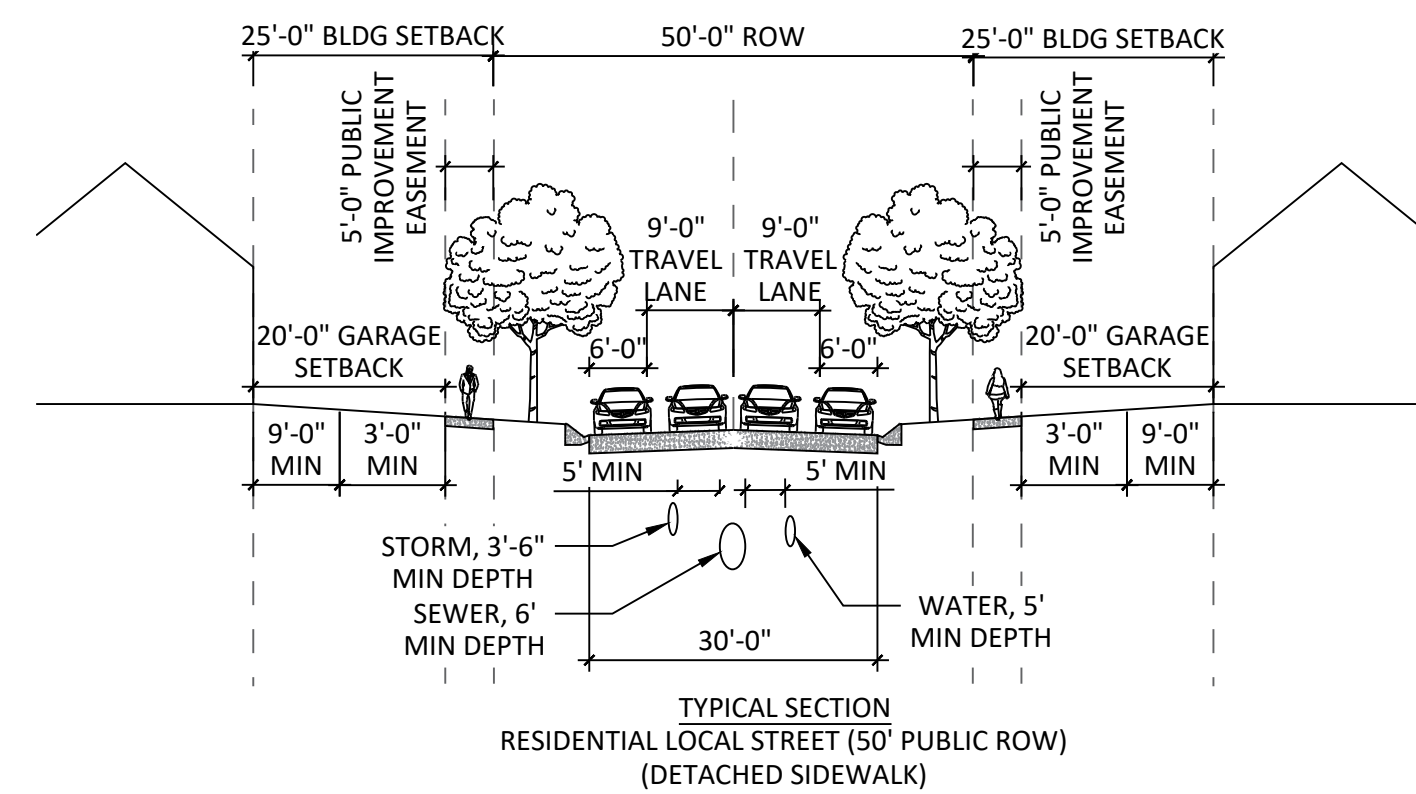 25'-0" BLDG SETBACK
50'-0" ROW
25'-0" BLDG SETBACK
5'-0" PUBLIC
IMPROVEMENT
EASEMENT
5'-0" PUBLIC
IMPROVEMENT
EASEMENT
9'-0"
TRAVEL
LANE
9'-0"
TRAVEL
LANE
20'-0" GARAGE
SETBACK
6'-0"
6'-0"
20'-0" GARAGE
SETBACK
9'-0"
MIN
3'-0"
MIN
5' MIN
5' MIN
3'-0"
MIN
9'-0"
MIN
STORM, 3'-6"
MIN DEPTH
SEWER, 6'
MIN DEPTH
WATER, 5'
MIN DEPTH
30'-0"
TYPICAL SECTION
RESIDENTIAL LOCAL STREET (50' PUBLIC ROW)
(DETACHED SIDEWALK)